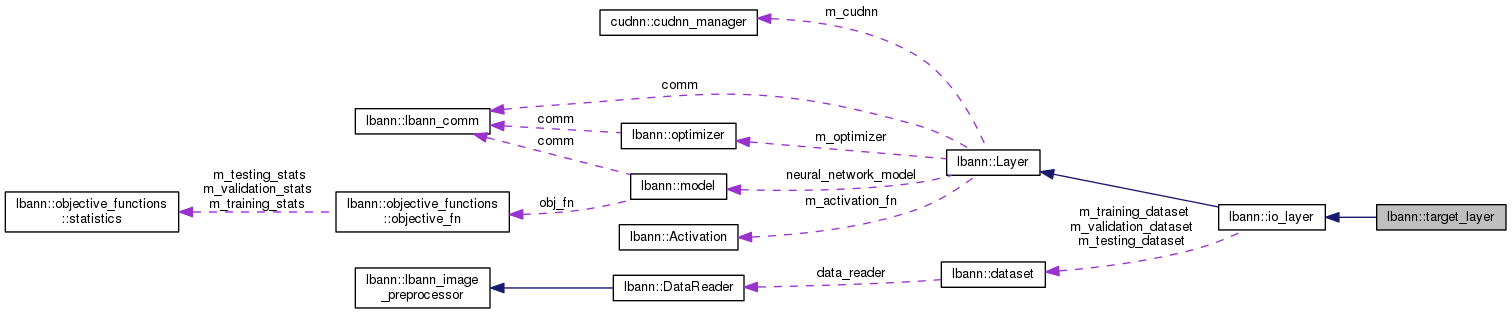 m_cudnn
cudnn::cudnn_manager
comm
lbann::lbann_comm
comm
lbann::optimizer
m_optimizer
comm
lbann::Layer
m_testing_stats
m_validation_stats
m_training_stats
lbann::model
neural_network_model
lbann::objective_functions
::statistics
lbann::objective_functions
::objective_fn
obj_fn
m_activation_fn
m_training_dataset
m_validation_dataset
m_testing_dataset
lbann::io_layer
lbann::target_layer
lbann::Activation
lbann::lbann_image
_preprocessor
lbann::DataReader
data_reader
lbann::dataset